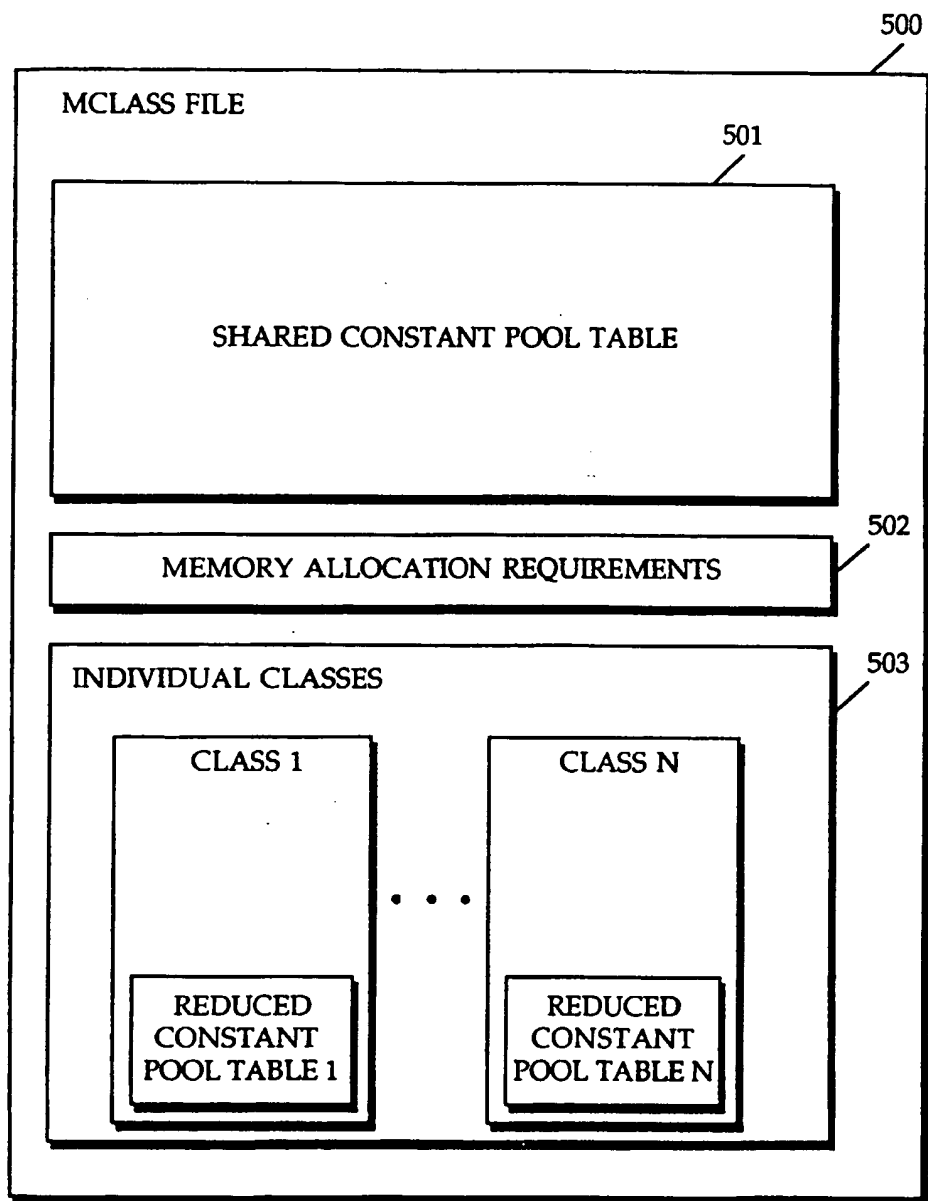 500
MCLASS FILE
501
SHARED CONSTANT POOL TABLE
502
MEMORY ALLOCATION REQUIREMENTS
503
INDIVIDUAL CLASSES
CLASS 1
REDUCED
CONSTANT
POOL TABLE 1
. . .
CLASS N
REDUCED
CONSTANT
POOL TABLE N